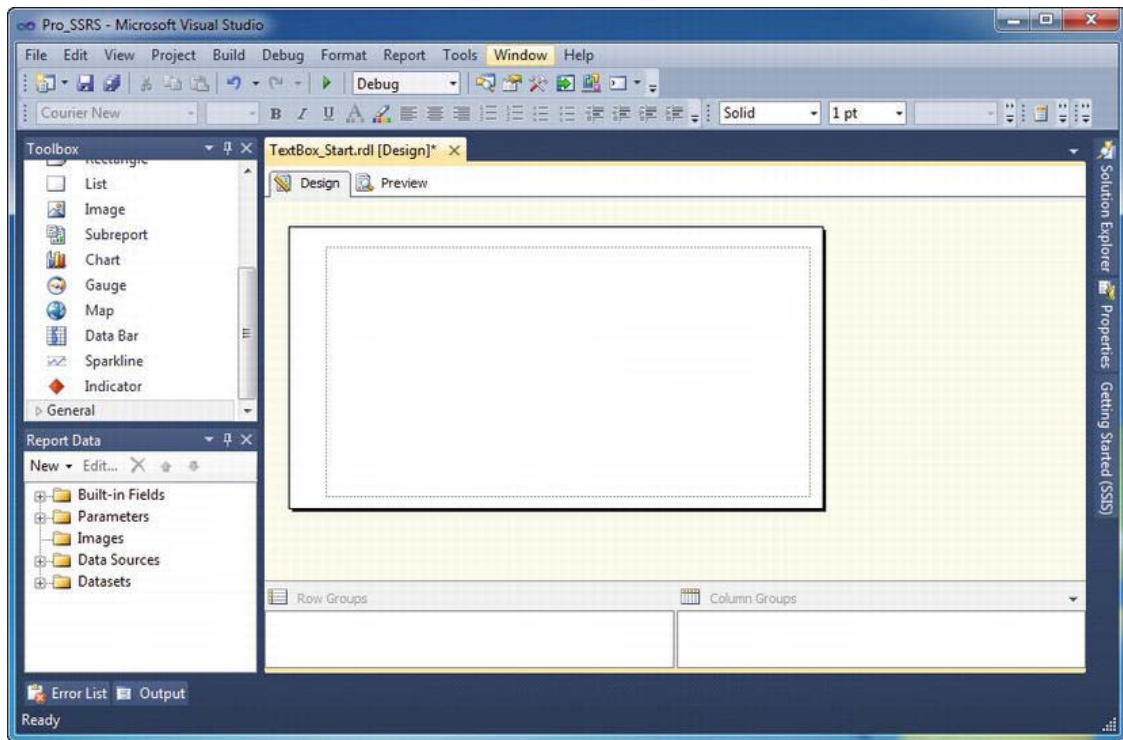 Pro_SSRS - Microsoft Visual Studio
File Edit View Project Build Debug Format Report Tools Window Help
Debug
Courier New B I U A Solid 1 pt
Toolbox
TextBox_Start.rdl [Design]*
Rectangle
List
Image
Subreport
Chart
Gauge
Map
Data Bar
Sparkline
Indicator
General
Design Preview
Report Data
New Edit...
Built-in Fields
Parameters
Images
Data Sources
Datasets
Row Groups
Column Groups
Solution Explorer
Properties
Getting Started (SSIS)
Error List Output
Ready